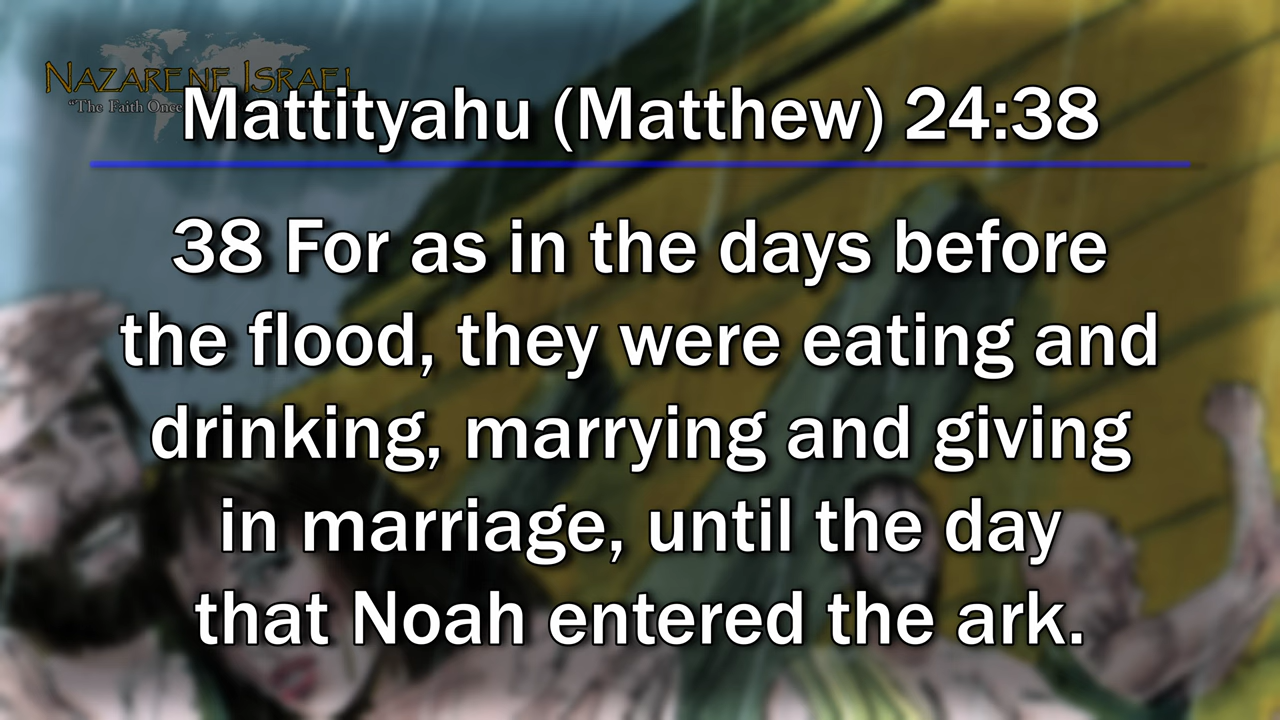 NAZARENE ISRAEL
"The Faith Once
Mattityahu (Matthew) 24:38
38 For as in the days before
the flood, they were eating and
drinking, marrying and giving
in marriage, until the day
that Noah entered the ark.